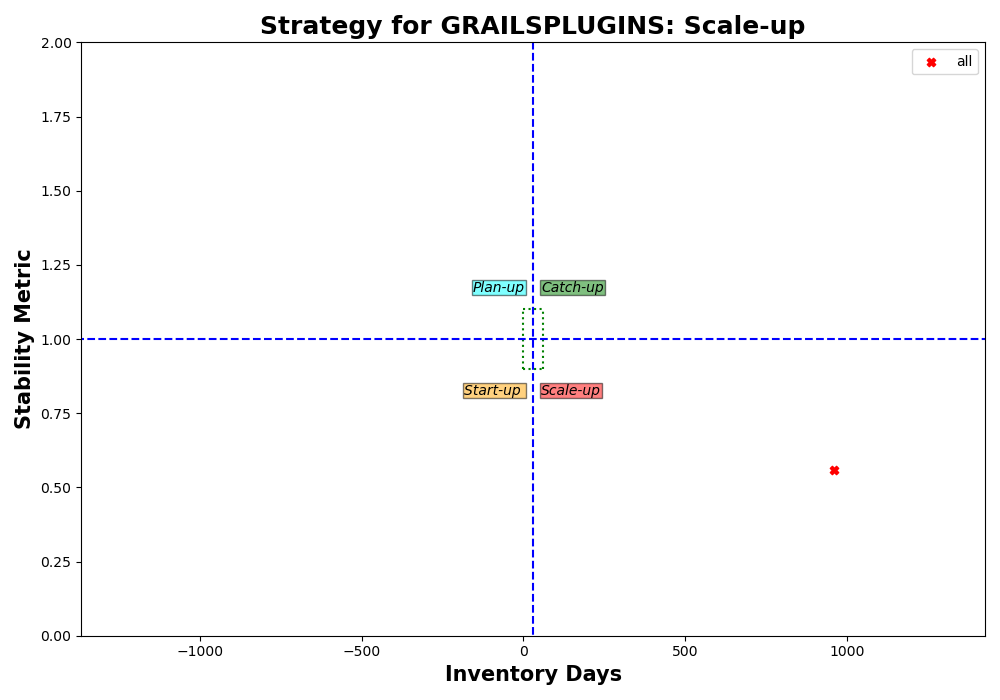 Strategy for GRAILSPLUGINS: Scale-up
all
2.00
1.75
1.50
1.25
1.00
0.75
0.50
0.25
0.00
Stability Metric
Plan-up
Catch-up
Start-up
Scale-up
−1000
−500
0
500
1000
Inventory Days